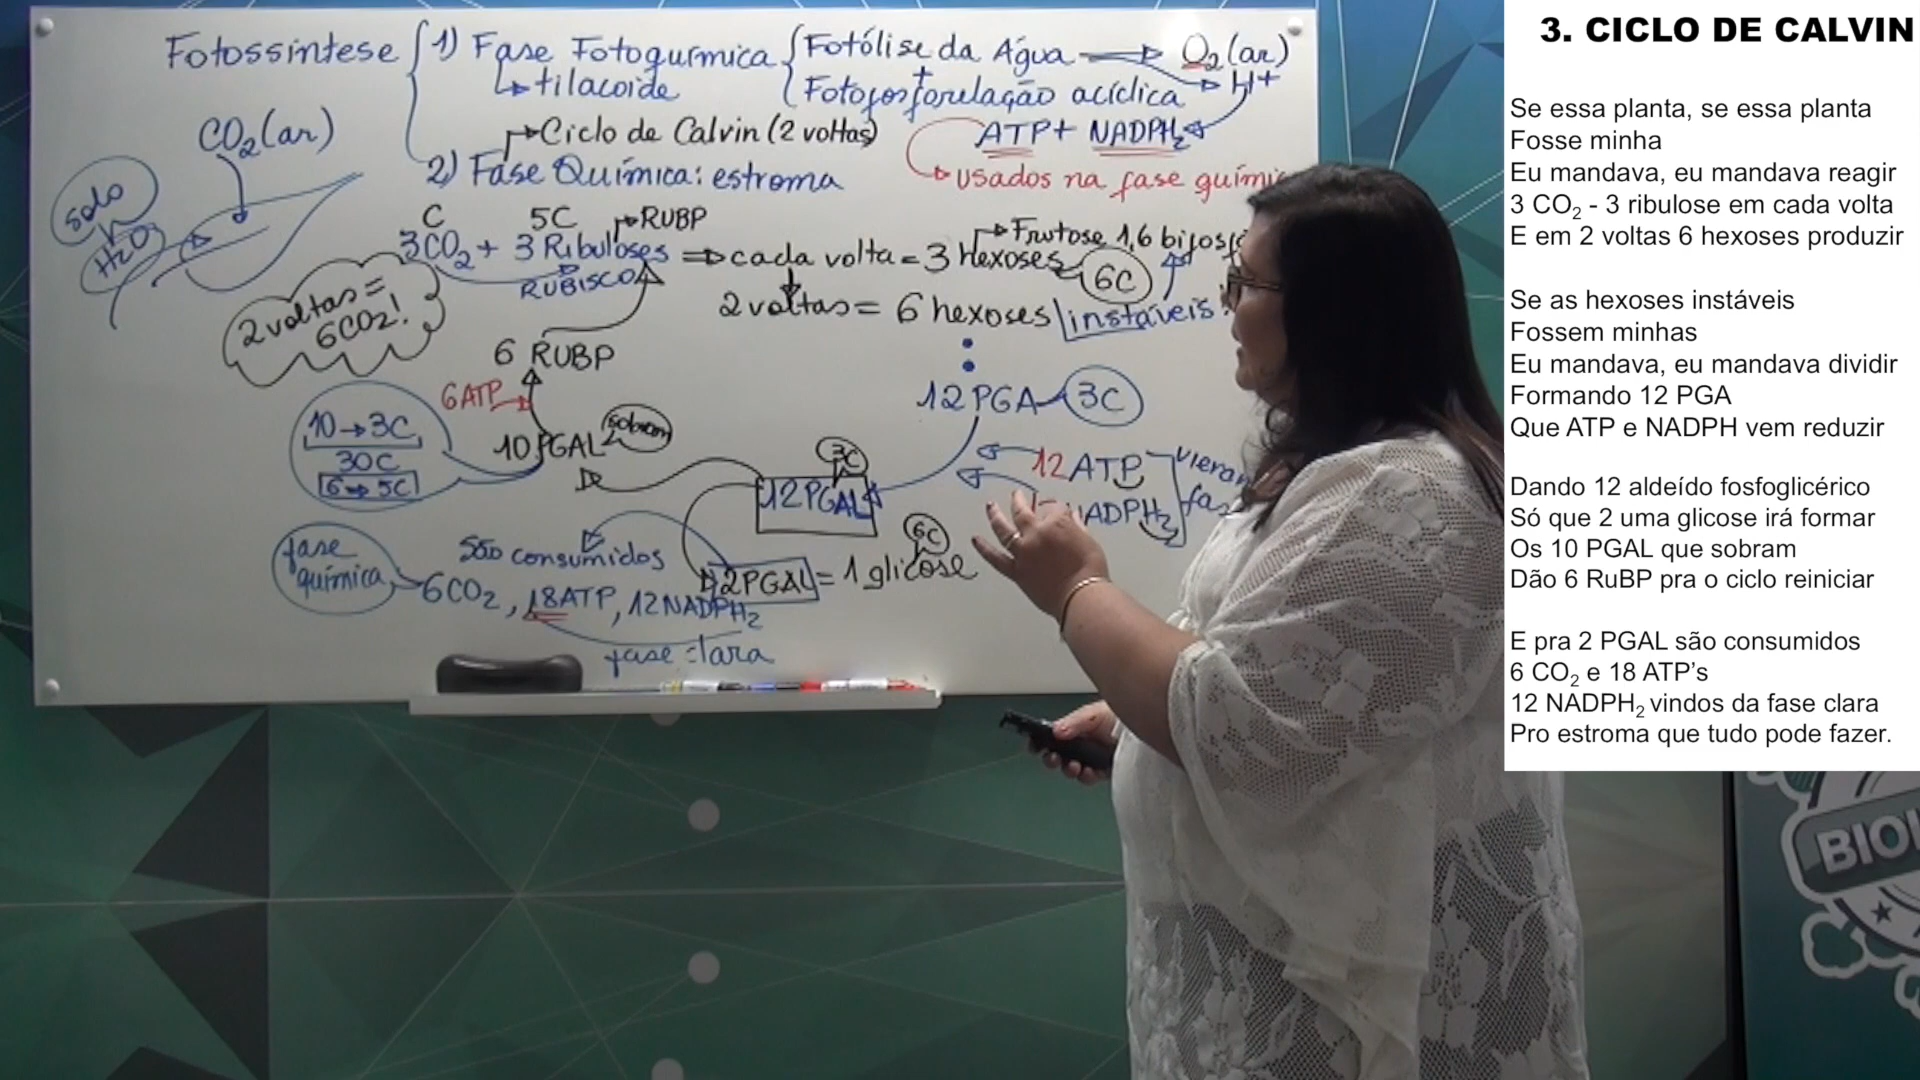 Fotossíntese
1) Fase Fotoquímica
tilacoide
Fotólise da Água
+
Fotofosforelação acíclica
O2(ar)
H+
Ciclo de Calvin (2 voltas)
ATP + NADPH2
2) Fase Química: estroma
usados na fase
CO2(ar)
solo
H2O
C
5C
RUBP
3CO2 + 3 Ribuloses
cada volta = 3 hexoses
Frutose 1,6
6C
RUBISCO
2 voltas =
6CO2!
2 voltas = 6 hexoses
instáveis
6 RUBP
6ATP
12 PGA
3C
10→3C
30C
6→5C
10 PGAL
sobram
3C
12 PGAL
12 ATP
NADPH2
6C
2PGAL = 1 glicose
fase
química
são consumidos
6CO2, 18ATP, 12NADPH2
fase clara
3. CICLO DE CALVIN
Se essa planta, se essa planta
Fosse minha
Eu mandava, eu mandava reagir
3 CO2 - 3 ribulose em cada volta
E em 2 voltas 6 hexoses produzir
Se as hexoses instáveis
Fossem minhas
Eu mandava, eu mandava dividir
Formando 12 PGA
Que ATP e NADPH vem reduzir
Dando 12 aldeído fosfoglicérico
Só que 2 uma glicose irá formar
Os 10 PGAL que sobram
Dão 6 RuBP pra o ciclo reiniciar
E pra 2 PGAL são consumidos
6 CO2 e 18 ATP's
12 NADPH2 vindos da fase clara
Pro estroma que tudo pode fazer.